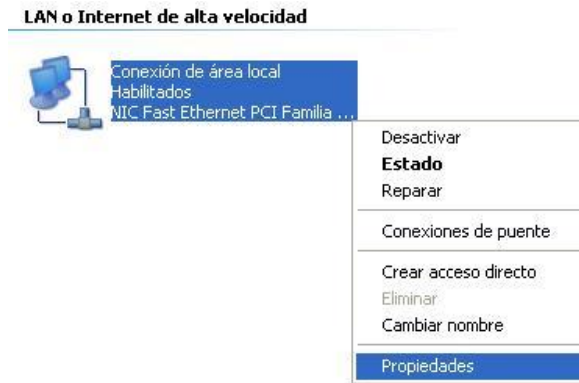 LAN o Internet de alta velocidad
Conexión de área local
Habilitados
NIC Fast Ethernet PCI Familia ...
Desactivar
Estado
Reparar
Conexiones de puente
Crear acceso directo
Eliminar
Cambiar nombre
Propiedades